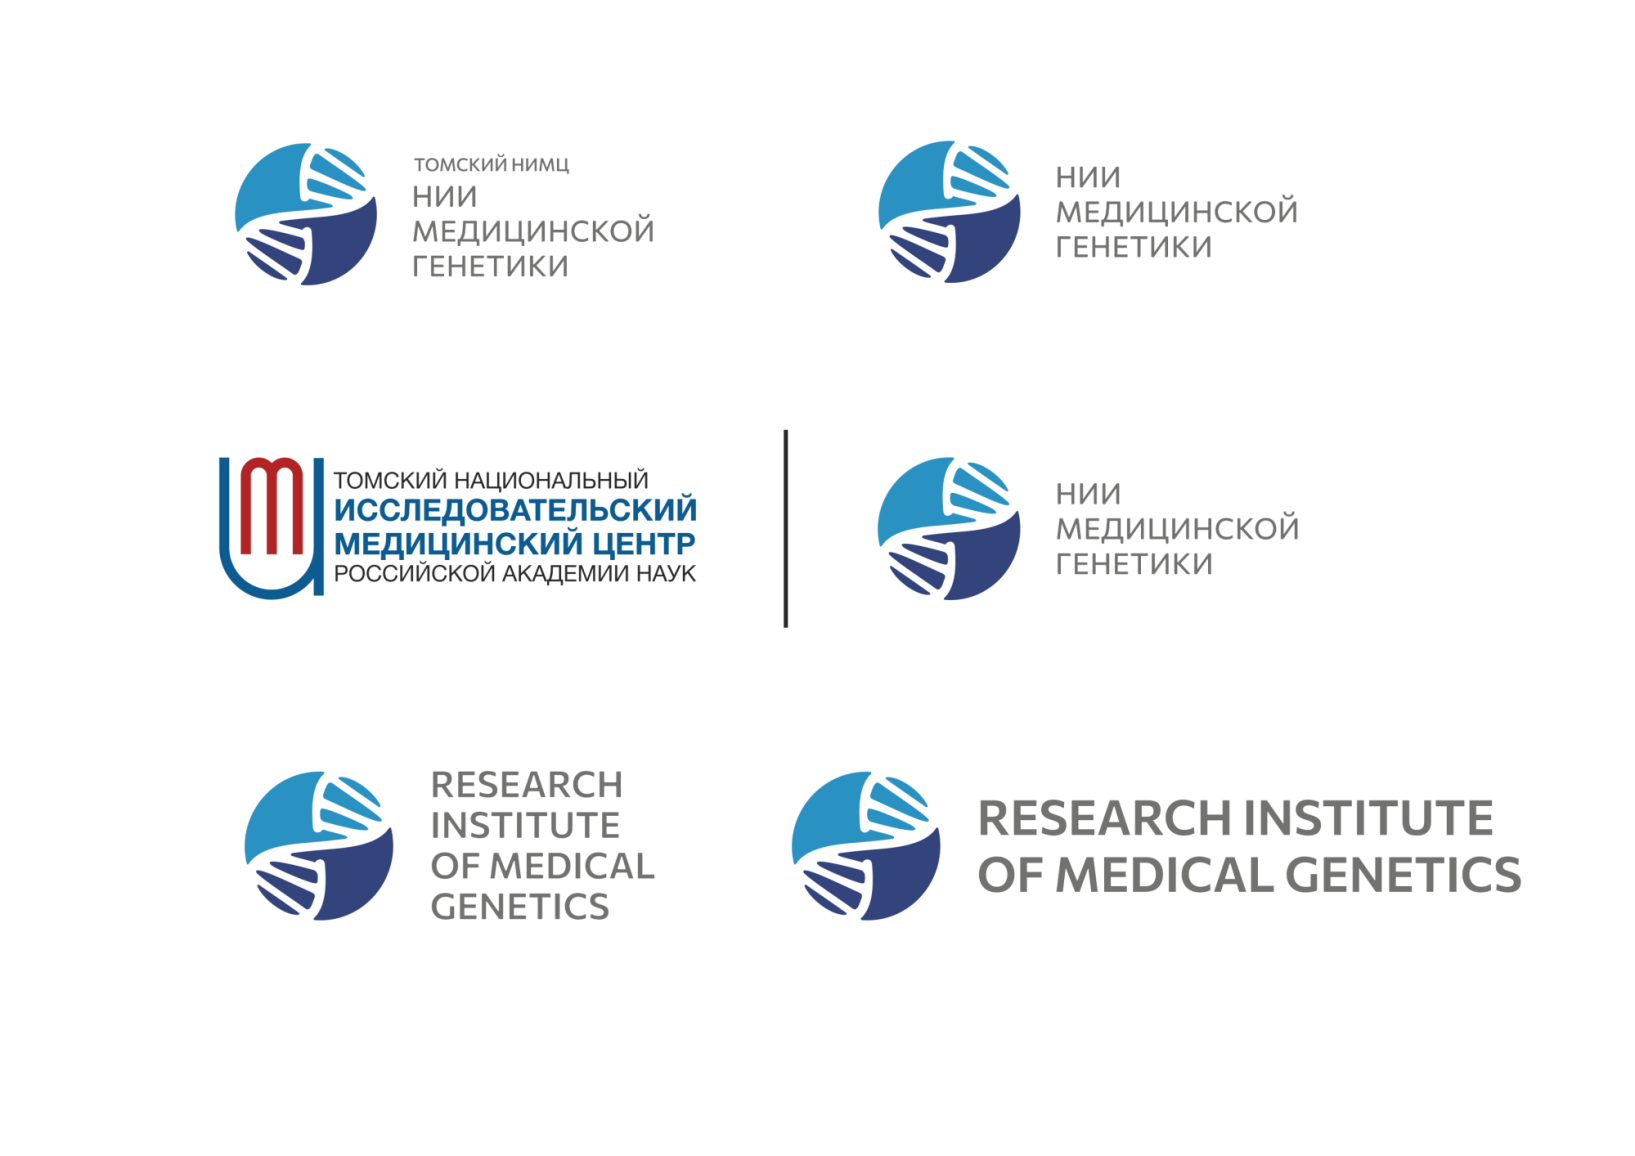 ТОМСКИЙ НИМЦ
НИИ
МЕДИЦИНСКОЙ
ГЕНЕТИКИ
НИИ
МЕДИЦИНСКОЙ
ГЕНЕТИКИ
ТОМСКИЙ НАЦИОНАЛЬНЫЙ
ИССЛЕДОВАТЕЛЬСКИЙ
МЕДИЦИНСКИЙ ЦЕНТР
РОССИЙСКОЙ АКАДЕМИИ НАУК
НИИ
МЕДИЦИНСКОЙ
ГЕНЕТИКИ
RESEARCH
INSTITUTE
OF MEDICAL
GENETICS
RESEARCH INSTITUTE
OF MEDICAL GENETICS